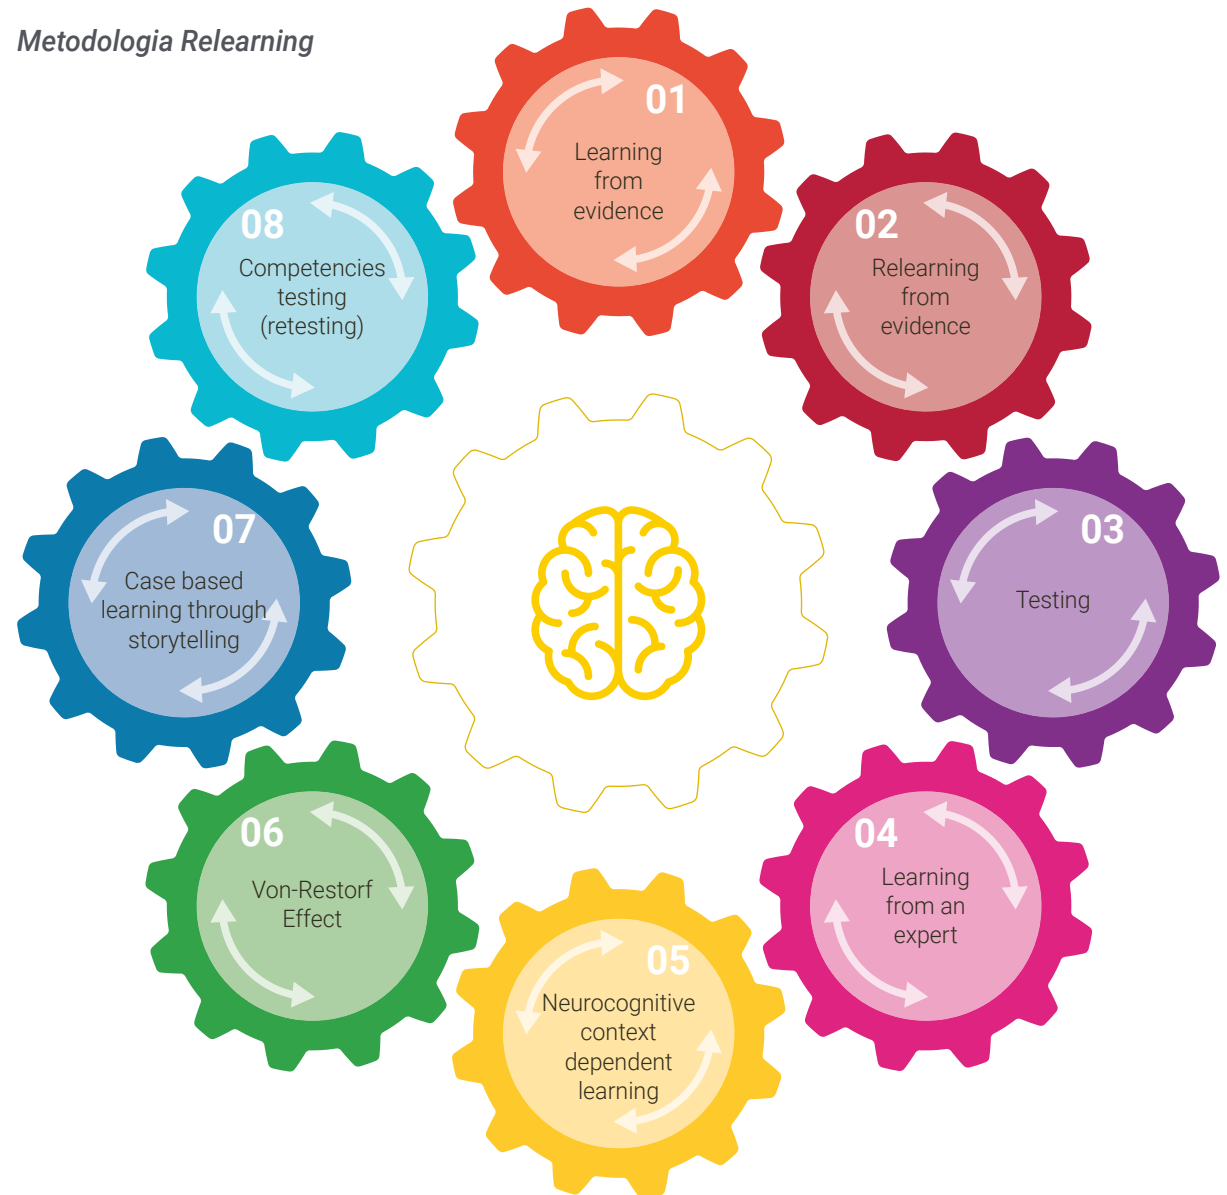 Metodologia Relearning
01
Learning
from
evidence
02
Relearning
from
evidence
03
Testing
04
Learning
from an
expert
05
Neurocognitive
context
dependent
learning
06
Von-Restorf
Effect
07
Case based
learning through
storytelling
08
Competencies
testing
(retesting)